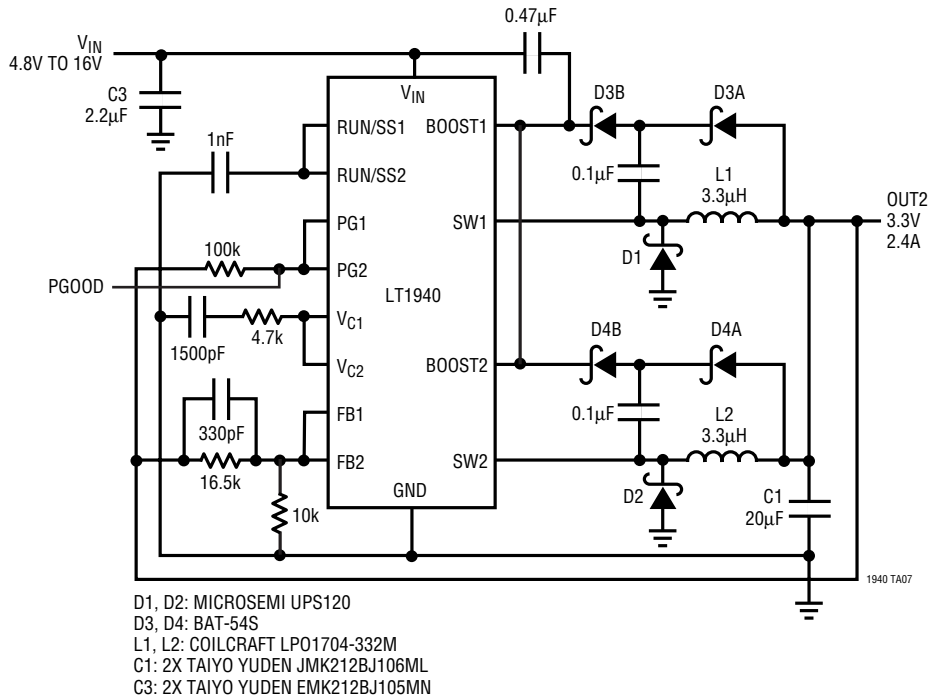 0.47µF
VIN
4.8V TO 16V
C3
2.2µF
VIN
D3B
D3A
RUN/SS1
BOOST1
1nF
RUN/SS2
0.1µF
L1
3.3µH
OUT2
3.3V
2.4A
PG1
SW1
100k
D1
PG2
PGOOD
LT1940
VC1
4.7k
1500pF
D4B
D4A
VC2
BOOST2
330pF
0.1µF
L2
3.3µH
FB1
FB2
SW2
16.5k
GND
D2
C1
20µF
10k
1940 TA07
D1, D2: MICROSEMI UPS120
D3, D4: BAT-54S
L1, L2: COILCRAFT LPO1704-332M
C1: 2X TAIYO YUDEN JMK212BJ106ML
C3: 2X TAIYO YUDEN EMK212BJ105MN